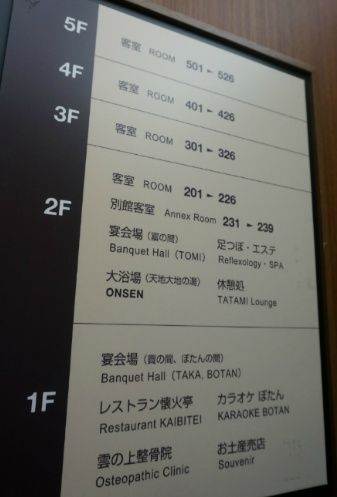 5F
客室 ROOM 501 - 526
4F
客室 ROOM 401 - 426
3F
客室 ROOM 301 - 326
2F
客室 ROOM 201 - 226
別館客室 Annex Room 231 - 239
宴会場（富の間）
Banquet Hall (TOMI)
足つぼ・エステ
Reflexology・SPA
大浴場（天地大地の湯）
ONSEN
休憩処
TATAMI Lounge
1F
宴会場（貴の間、ぼたんの間）
Banquet Hall (TAKA, BOTAN)
レストラン懐火亭
Restaurant KAIBITEI
カラオケ ぼたん
KARAOKE BOTAN
雲の上整骨院
Osteopathic Clinic
お土産売店
Souvenir